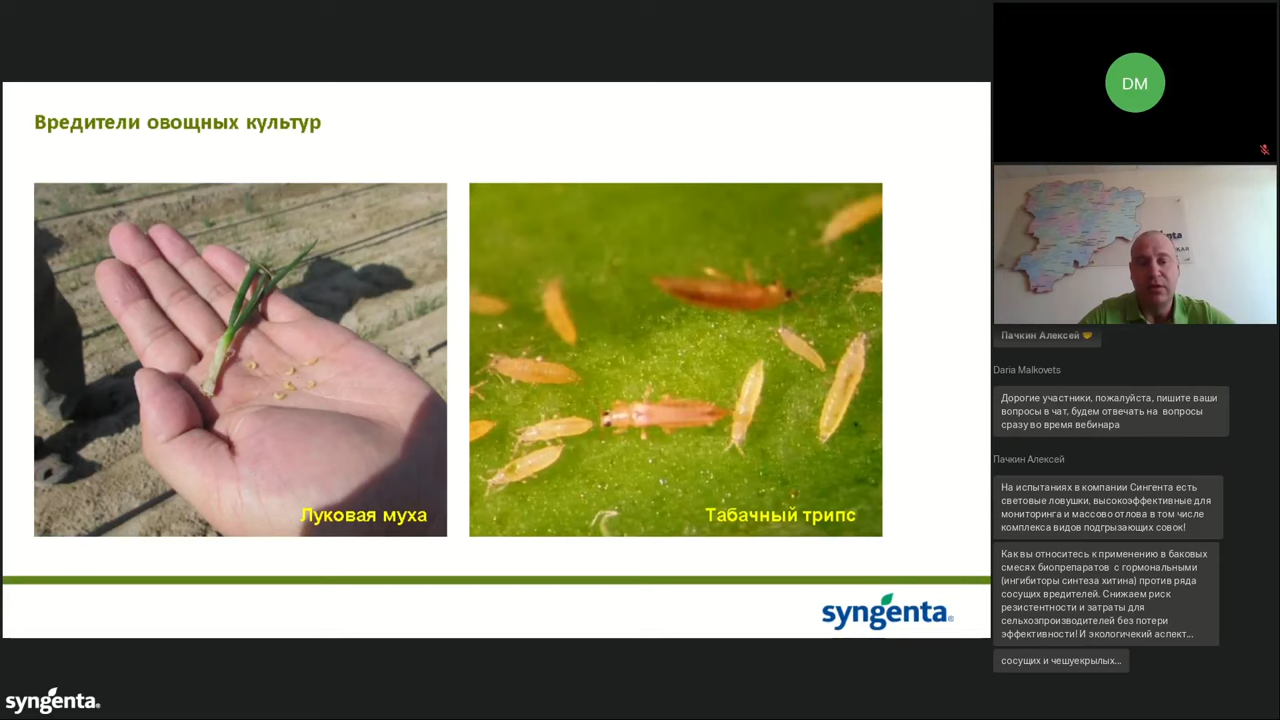 Вредители овощных культур
Луковая муха
Табачный трипс
syngenta®
syngenta®
DM
Пачкин Алексей
Daria Malkovets
Дорогие участники, пожалуйста, пишите ваши
вопросы в чат, будем отвечать на вопросы
сразу во время вебинара
Пачкин Алексей
На испытаниях в компании Сингента есть
световые ловушки, высокоэффективные для
мониторинга и массово отлова в том числе
комплекса видов подгрызающих совок!
Как вы относитесь к применению в баковых
смесях биопрепаратов с гормональными
(ингибиторы синтеза хитина) против ряда
сосущих вредителей. Снижаем риск
резистентности и затраты для
сельхозпроизводителей без потери
эффективности! И экологичекий аспект...
сосущих и чешуекрылых...